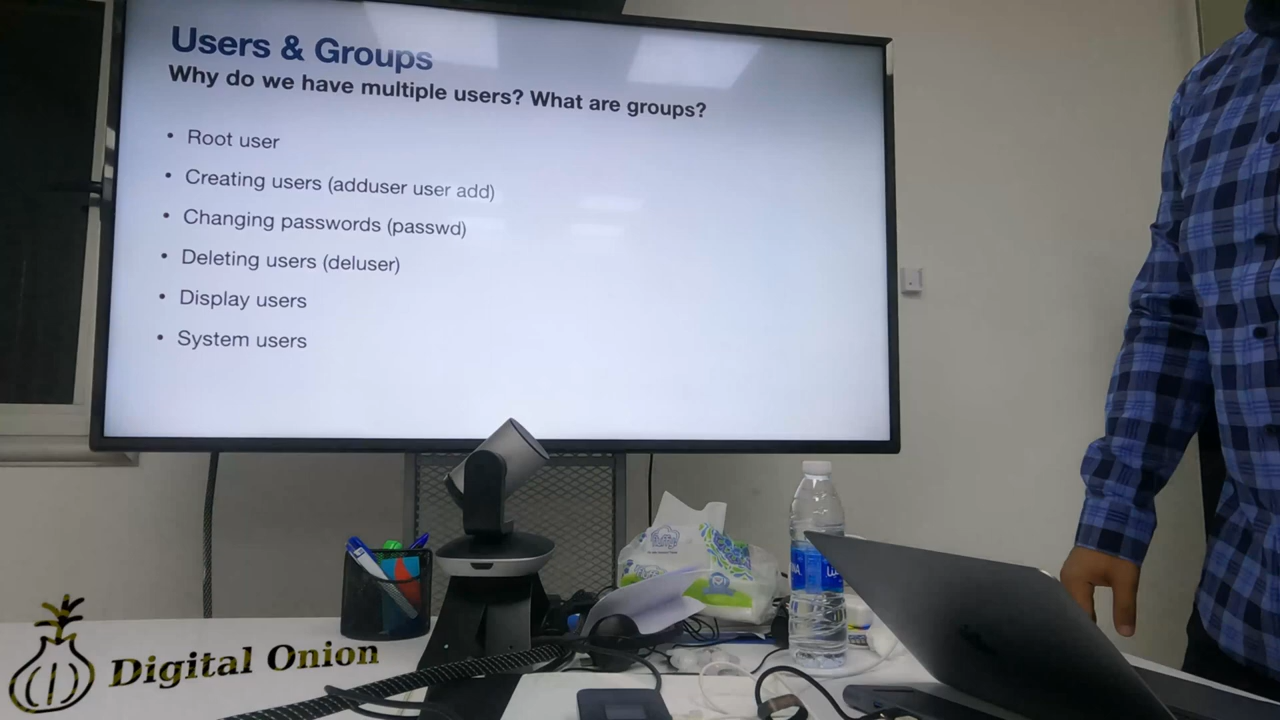 Users & Groups
Why do we have multiple users? What are groups?
• Root user
• Creating users (adduser user add)
• Changing passwords (passwd)
• Deleting users (deluser)
• Display users
• System users
Digital Onion